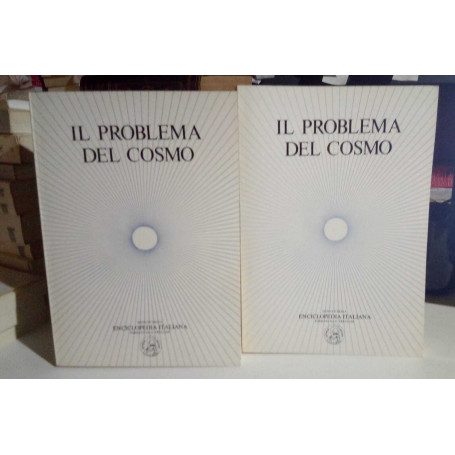 IL PROBLEMA
DEL COSMO
ENCICLOPEDIA ITALIANA
IL PROBLEMA
DEL COSMO
ENCICLOPEDIA ITALIANA